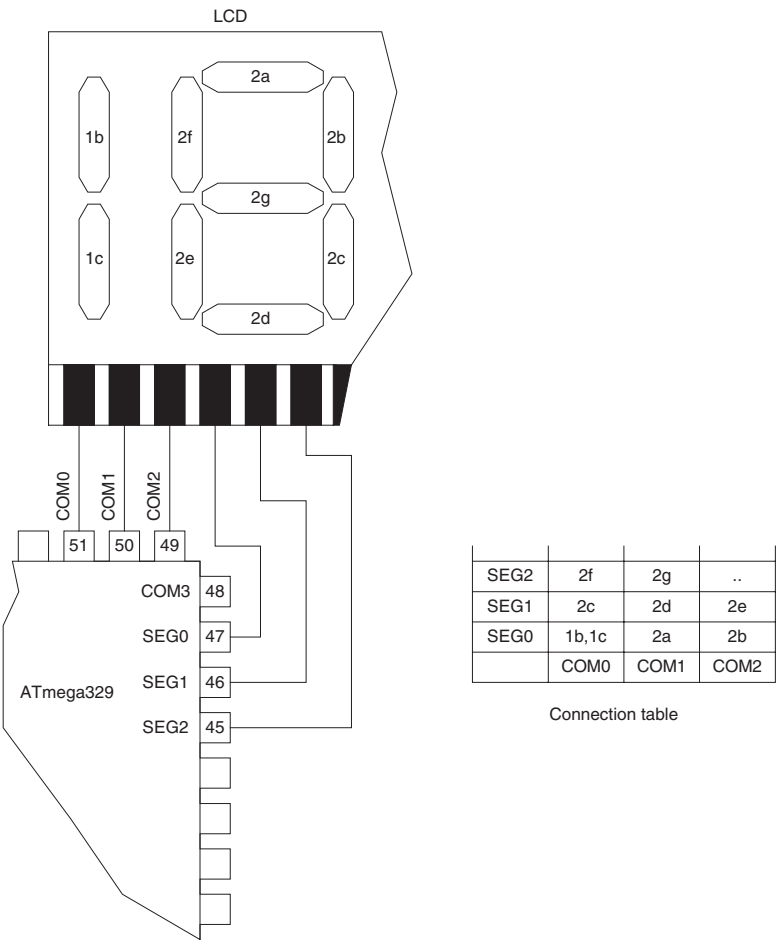 LCD
2a
1b 2f 2b
2g
1c 2e 2c
2d
COM0 COM1 COM2
51 50 49
COM3 48
SEG0 47
SEG1 46
ATmega329
SEG2 45
SEG2 2f 2g ..
SEG1 2c 2d 2e
SEG0 1b,1c 2a 2b
COM0 COM1 COM2
Connection table